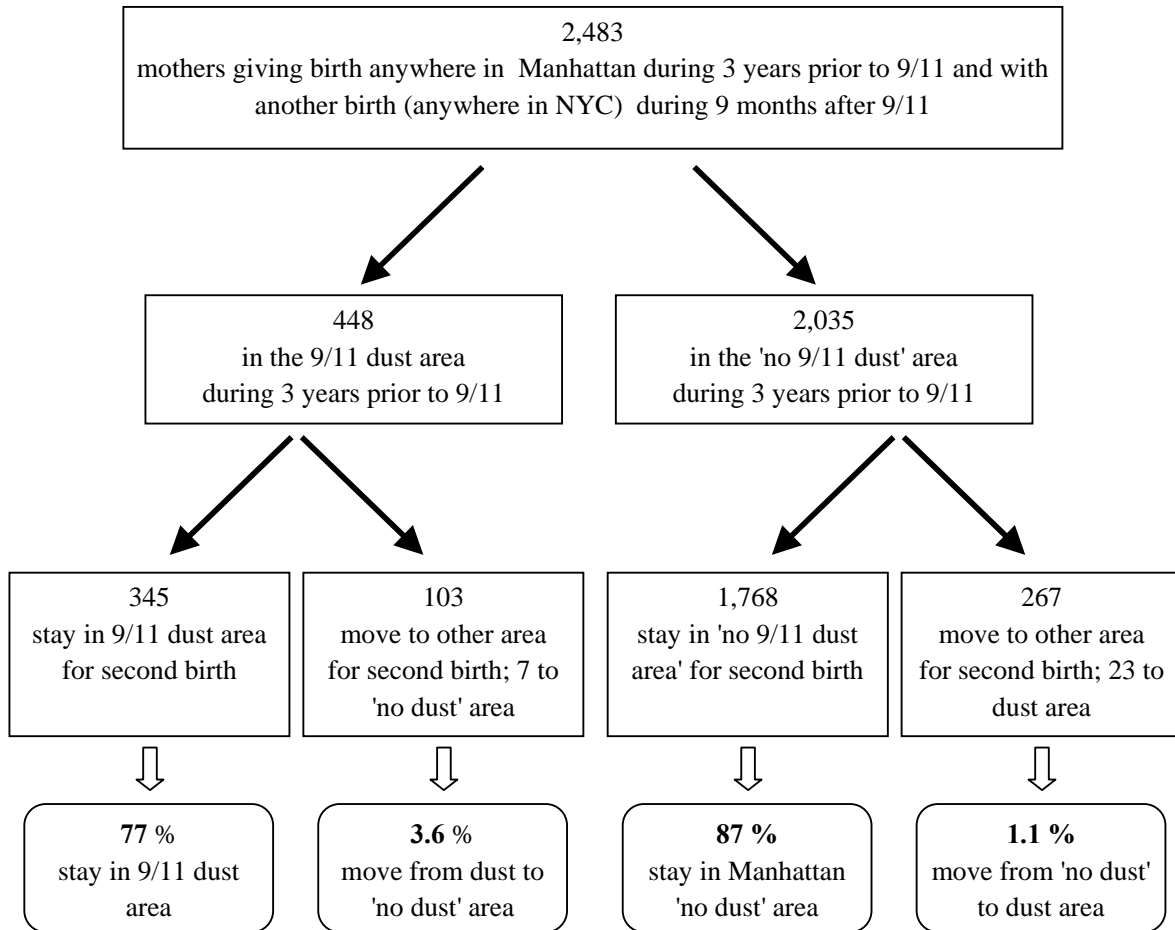 2,483
mothers giving birth anywhere in Manhattan during 3 years prior to 9/11 and with
another birth (anywhere in NYC) during 9 months after 9/11
448
in the 9/11 dust area
during 3 years prior to 9/11
2,035
in the 'no 9/11 dust' area
during 3 years prior to 9/11
345
stay in 9/11 dust area
for second birth
103
move to other area
for second birth; 7 to
'no dust' area
1,768
stay in 'no 9/11 dust
area' for second birth
267
move to other area
for second birth; 23 to
dust area
77 %
stay in 9/11 dust
area
3.6 %
move from dust to
'no dust' area
87 %
stay in Manhattan
'no dust' area
1.1 %
move from 'no dust'
to dust area